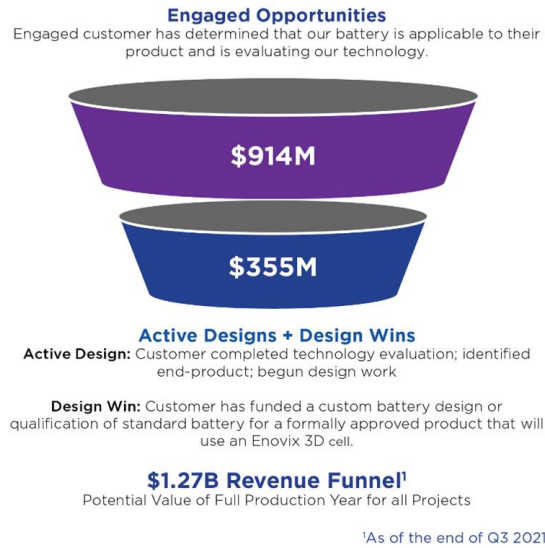 Engaged Opportunities
Engaged customer has determined that our battery is applicable to their
product and is evaluating our technology.
$914M
$355M
Active Designs + Design Wins
Active Design: Customer completed technology evaluation; identified
end-product; begun design work
Design Win: Customer has funded a custom battery design or
qualification of standard battery for a formally approved product that will
use an Enovix 3D cell.
$1.27B Revenue Funnel¹
Potential Value of Full Production Year for all Projects
¹As of the end of Q3 2021